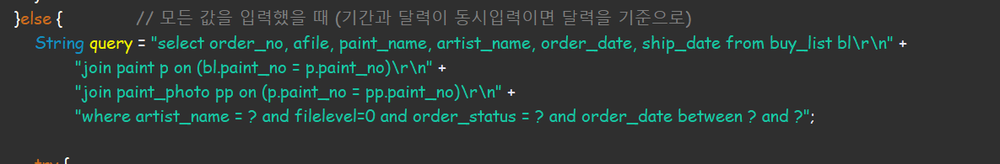 }else {          // 모든 값을 입력했을 때 (기간과 달력이 동시입력이면 달력을 기준으로)
String query = "select order_no, afile, paint_name, artist_name, order_date, ship_date from buy_list bl\r\n" +
"join paint p on (bl.paint_no = p.paint_no)\r\n" +
"join paint_photo pp on (p.paint_no = pp.paint_no)\r\n" +
"where artist_name = ? and filelevel=0 and order_status = ? and order_date between ? and ?";
try {